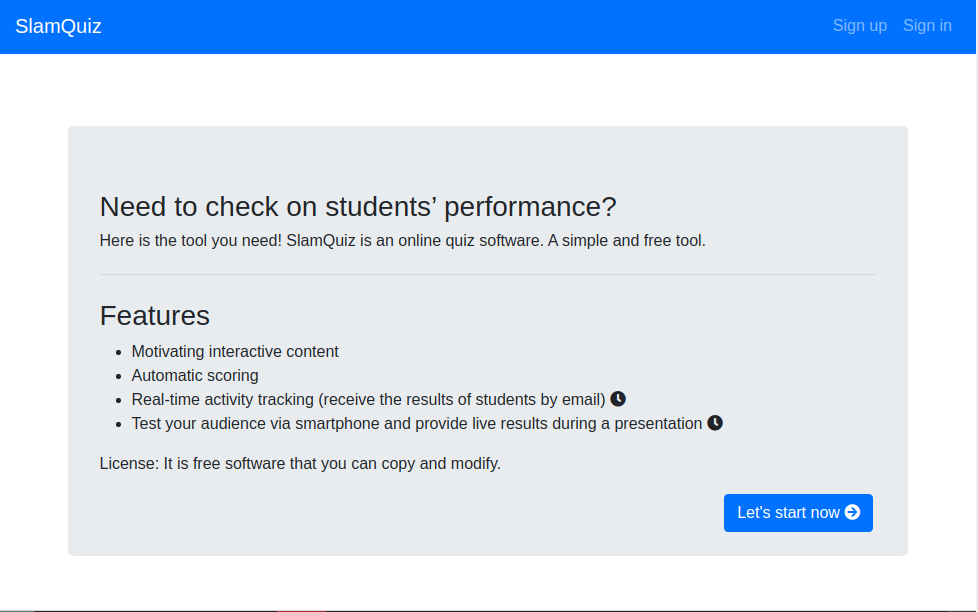 SlamQuiz
Sign up Sign in
Need to check on students’ performance?
Here is the tool you need! SlamQuiz is an online quiz software. A simple and free tool.
Features
Motivating interactive content
Automatic scoring
Real-time activity tracking (receive the results of students by email)
Test your audience via smartphone and provide live results during a presentation
License: It is free software that you can copy and modify.
Let's start now